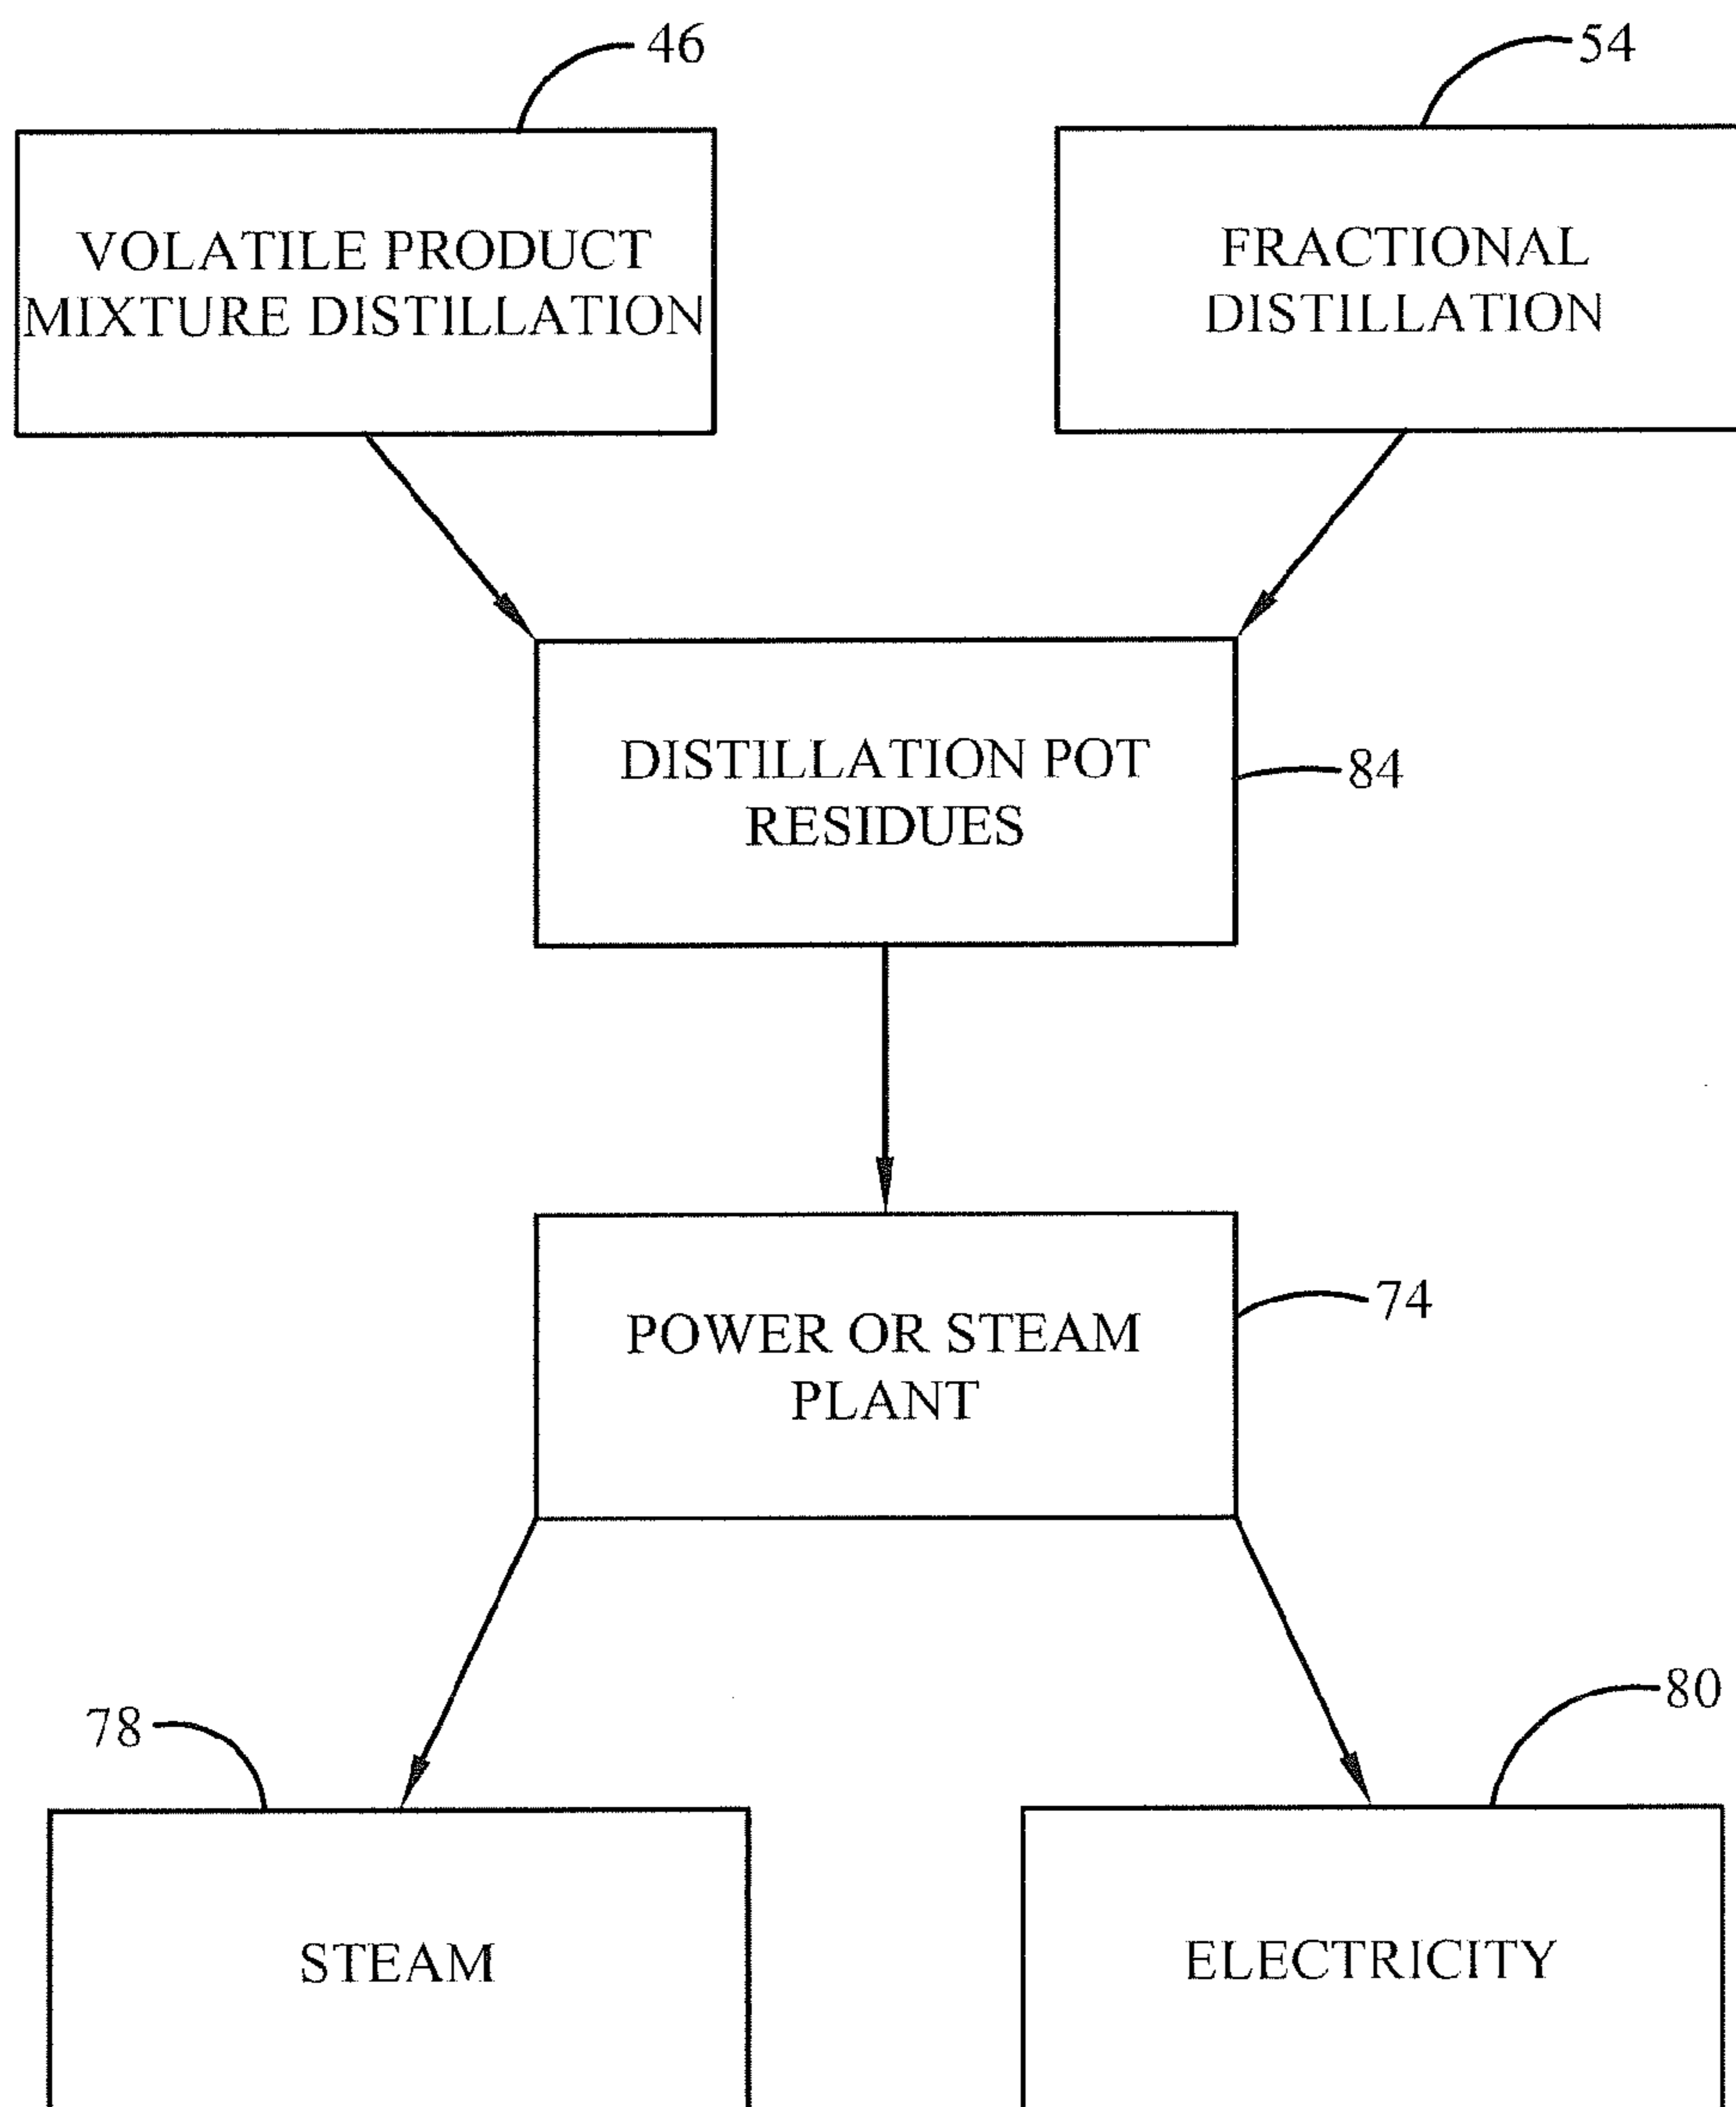 46
54
VOLATILE PRODUCT
MIXTURE DISTILLATION
FRACTIONAL
DISTILLATION
DISTILLATION POT
RESIDUES
84
POWER OR STEAM
PLANT
74
78
80
STEAM
ELECTRICITY